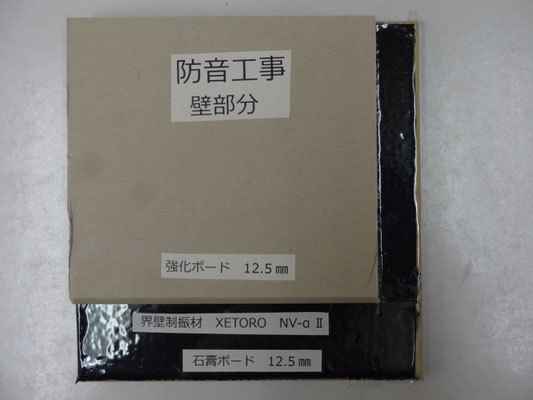 防音工事
壁部分
強化ボード 12.5㎜
界壁制振材 XETORO NV-α Ⅱ
石膏ボード 12.5㎜